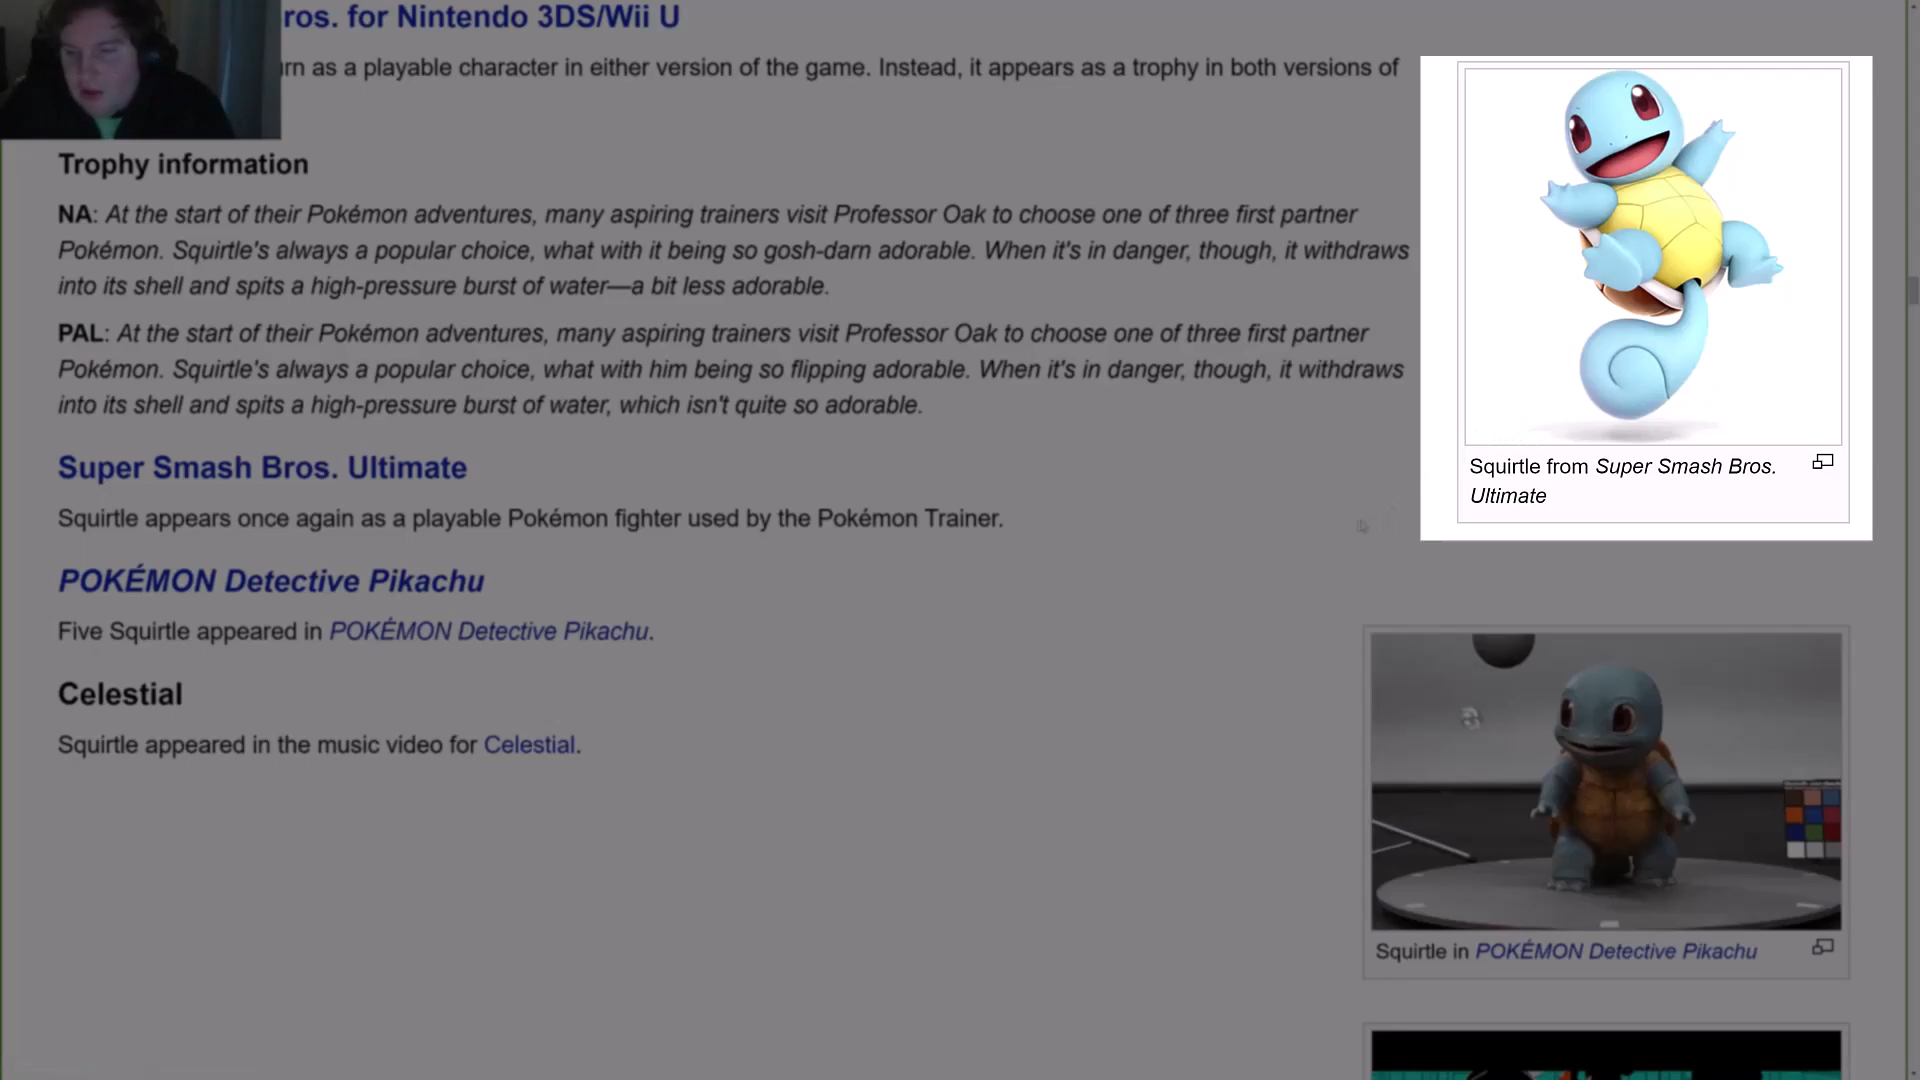 ros. for Nintendo 3DS/Wii U
rn as a playable character in either version of the game. Instead, it appears as a trophy in both versions of
Trophy information
NA: At the start of their Pokémon adventures, many aspiring trainers visit Professor Oak to choose one of three first partner
Pokémon. Squirtle's always a popular choice, what with it being so gosh-darn adorable. When it's in danger, though, it withdraws
into its shell and spits a high-pressure burst of water—a bit less adorable.
PAL: At the start of their Pokémon adventures, many aspiring trainers visit Professor Oak to choose one of three first partner
Pokémon. Squirtle's always a popular choice, what with him being so flipping adorable. When it's in danger, though, it withdraws
into its shell and spits a high-pressure burst of water, which isn't quite so adorable.
Super Smash Bros. Ultimate
Squirtle appears once again as a playable Pokémon fighter used by the Pokémon Trainer.
POKÉMON Detective Pikachu
Five Squirtle appeared in POKÉMON Detective Pikachu.
Celestial
Squirtle appeared in the music video for Celestial.
Squirtle from Super Smash Bros.
Ultimate
Squirtle in POKÉMON Detective Pikachu